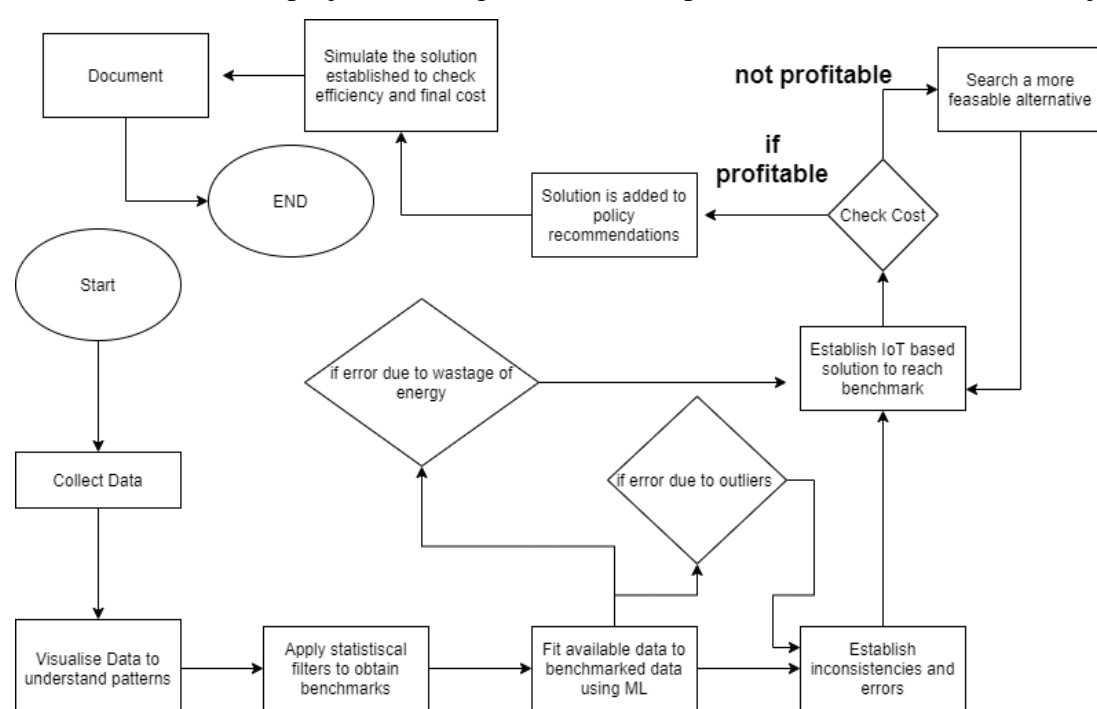 Document
Simulate the solution
established to check
efficiency and final cost
not profitable
Search a more
feasable alternative
if
profitable
END
Solution is added to
policy
recommendations
Check Cost
Start
if error due to wastage of
energy
Establish IoT based
solution to reach
benchmark
Collect Data
if error due to outliers
Visualise Data to
understand patterns
Apply statistiscal
filters to obtain
benchmarks
Fit available data to
benchmarked data
using ML
Establish
inconsistencies and
errors